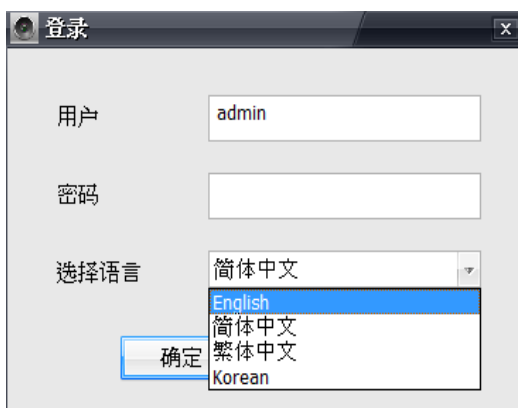 登录
用户 admin
密码
选择语言 简体中文
English
简体中文
繁体中文
Korean
确定